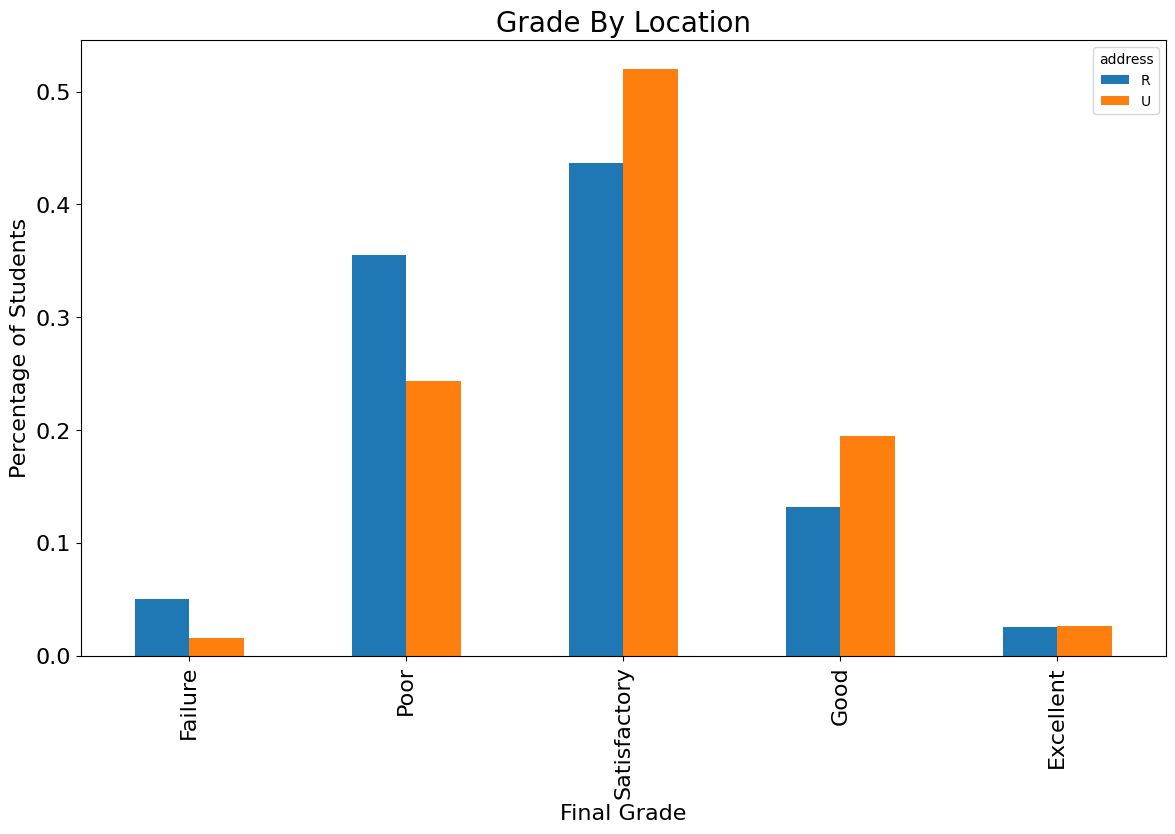 Grade By Location
address
R
U
Percentage of Students
0.5
0.4
0.3
0.2
0.1
0.0
Failure
Poor
Satisfactory
Good
Excellent
Final Grade